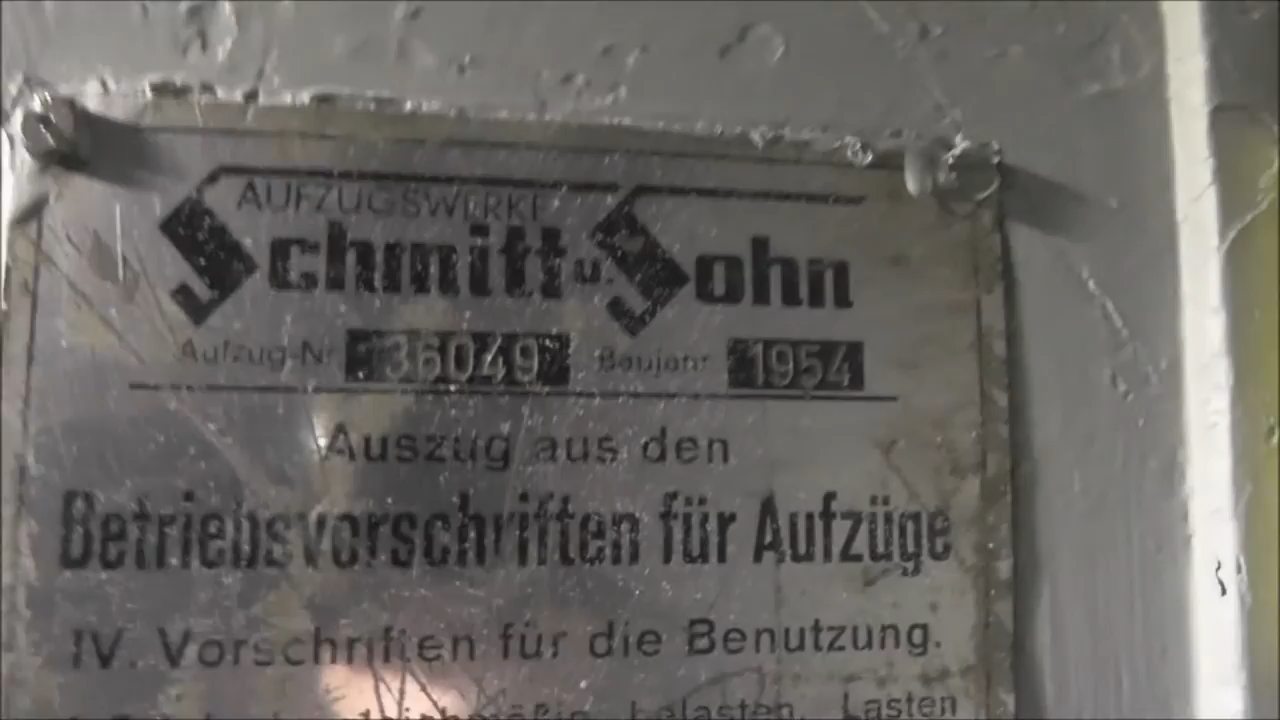 AUFZUGSWERKE
Schmitt u. Sohn
Aufzug-Nr. 36049 Baujahr 1954
Auszug aus den
Betriebsvorschriften für Aufzüge
IV. Vorschriften für die Benutzung.
gleichmäßig belasten. Lasten